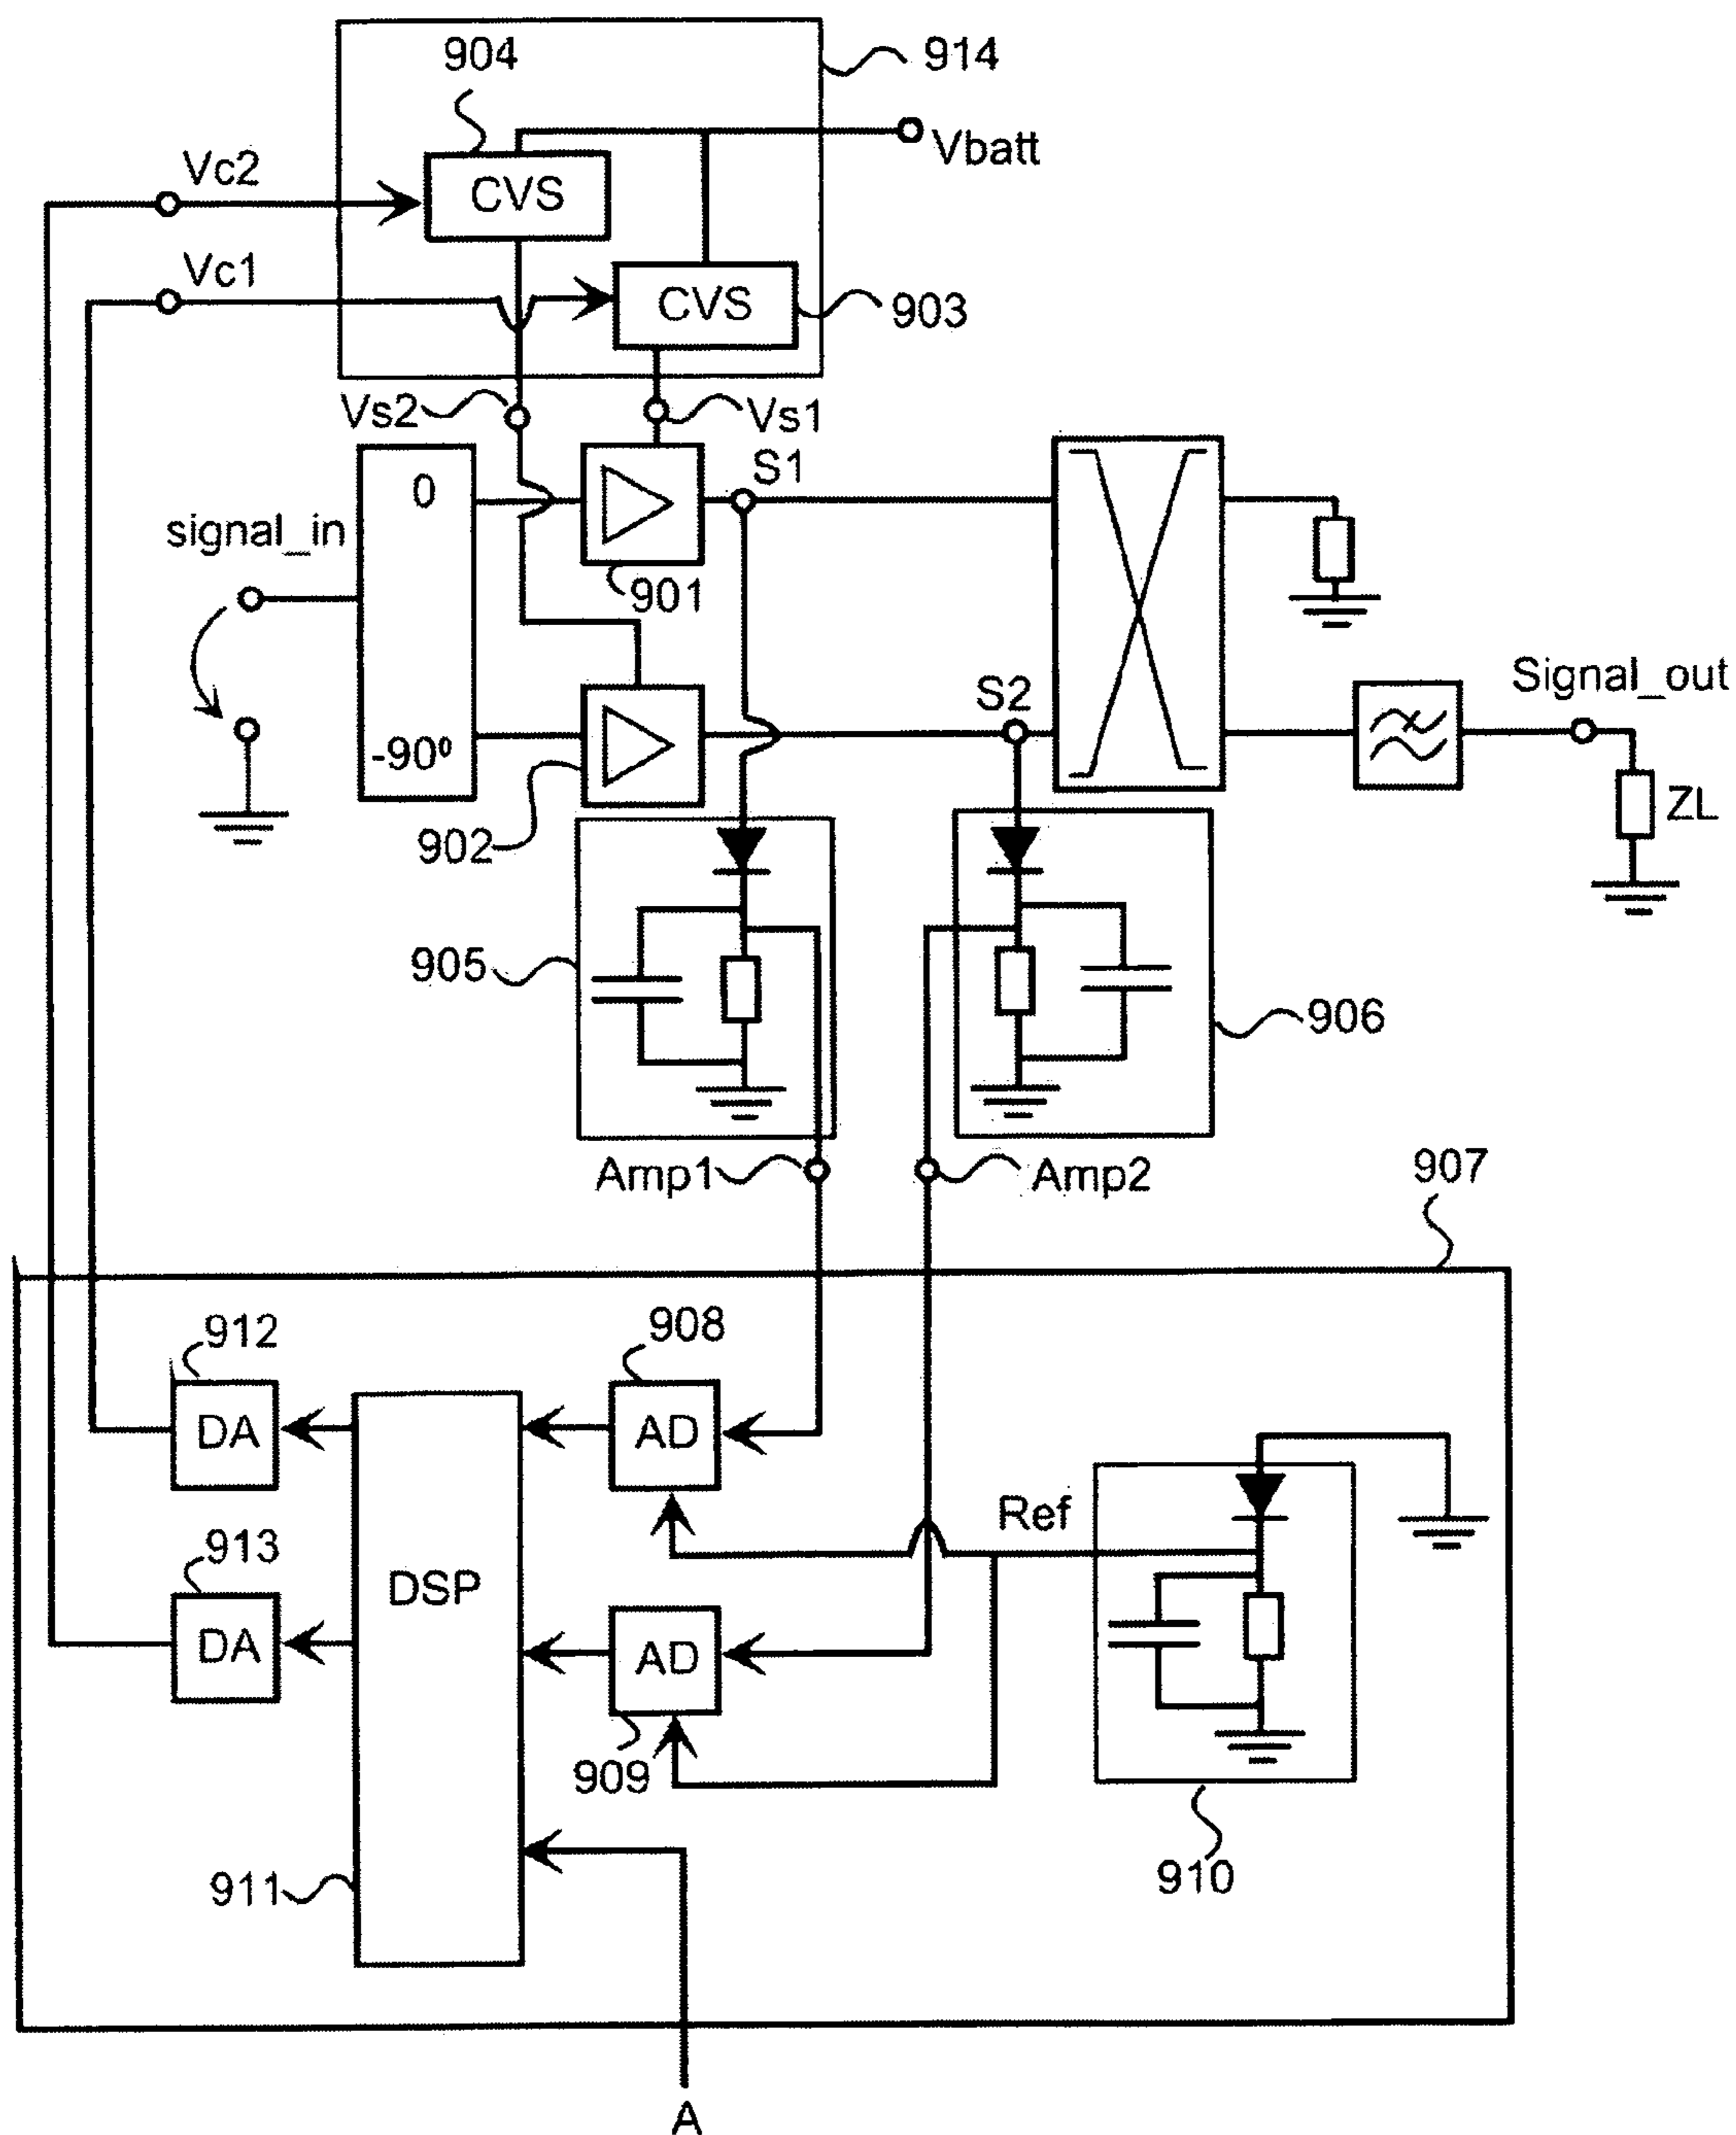 904
914
Vbatt
Vc2
CVS
Vc1
CVS
903
Vs2
Vs1
S1
0
signal_in
901
S2
Signal_out
-90⁰
902
ZL
905
906
Amp1
Amp2
907
912
908
DA
AD
Ref
913
DSP
DA
AD
909
910
911
A